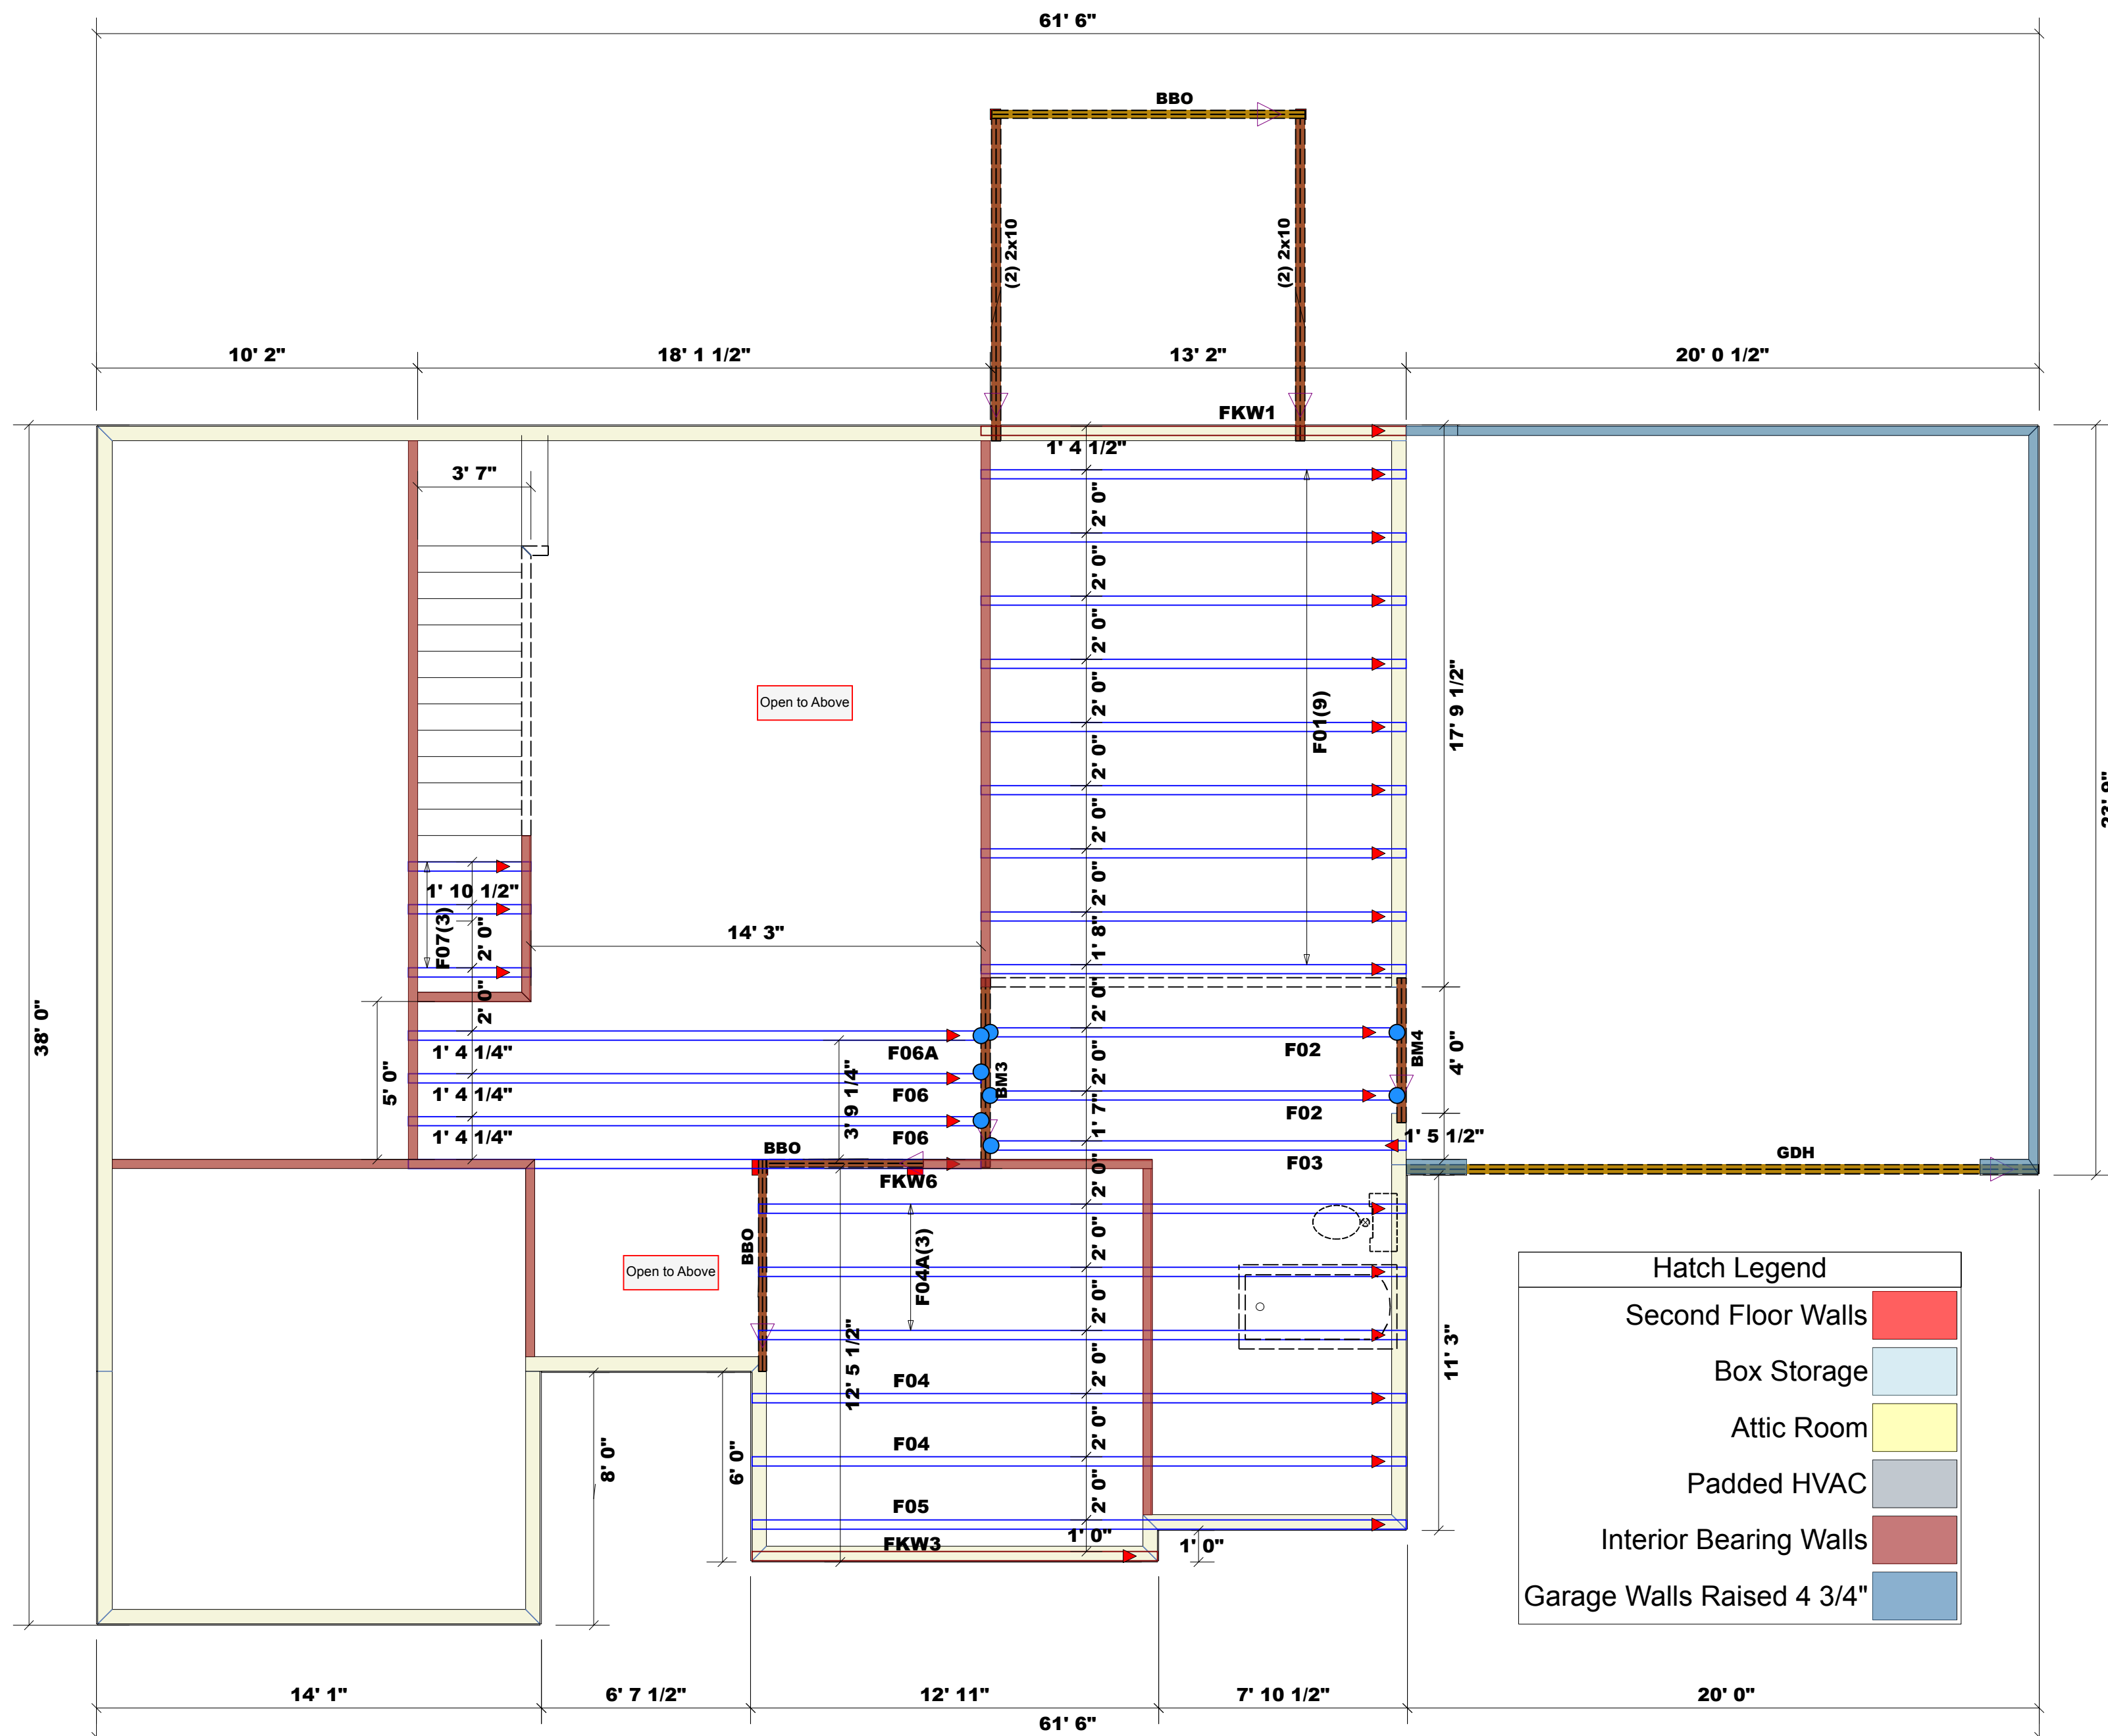 61' 6"
BBO
(2) 2x10
(2) 2x10
10' 2"
18' 1 1/2"
13' 2"
20' 0 1/2"
FKW1
1' 4 1/2"
3' 7"
2' 0"
2' 0"
2' 0"
2' 0"
2' 0"
2' 0"
2' 0"
1' 8"
F01(9)
17' 9 1/2"
23' 9"
Open to Above
1' 10 1/2"
F07(3)
2' 0"
2' 0"
14' 3"
38' 0"
5' 0"
2' 0"
2' 0"
1' 7"
F06A
1' 4 1/4"
F06
1' 4 1/4"
F06
1' 4 1/4"
3' 9 1/4"
BM3
F02
F02
F03
BM4
4' 0"
1' 5 1/2"
BBO
FKW6
GDH
2' 0"
2' 0"
2' 0"
2' 0"
2' 0"
2' 0"
BBO
F04A(3)
Open to Above
12' 5 1/2"
11' 3"
F04
F04
F05
FKW3
1' 0"
1' 0"
8' 0"
6' 0"
Hatch Legend
Second Floor Walls
Box Storage
Attic Room
Padded HVAC
Interior Bearing Walls
Garage Walls Raised 4 3/4"
14' 1"
6' 7 1/2"
12' 11"
7' 10 1/2"
20' 0"
61' 6"